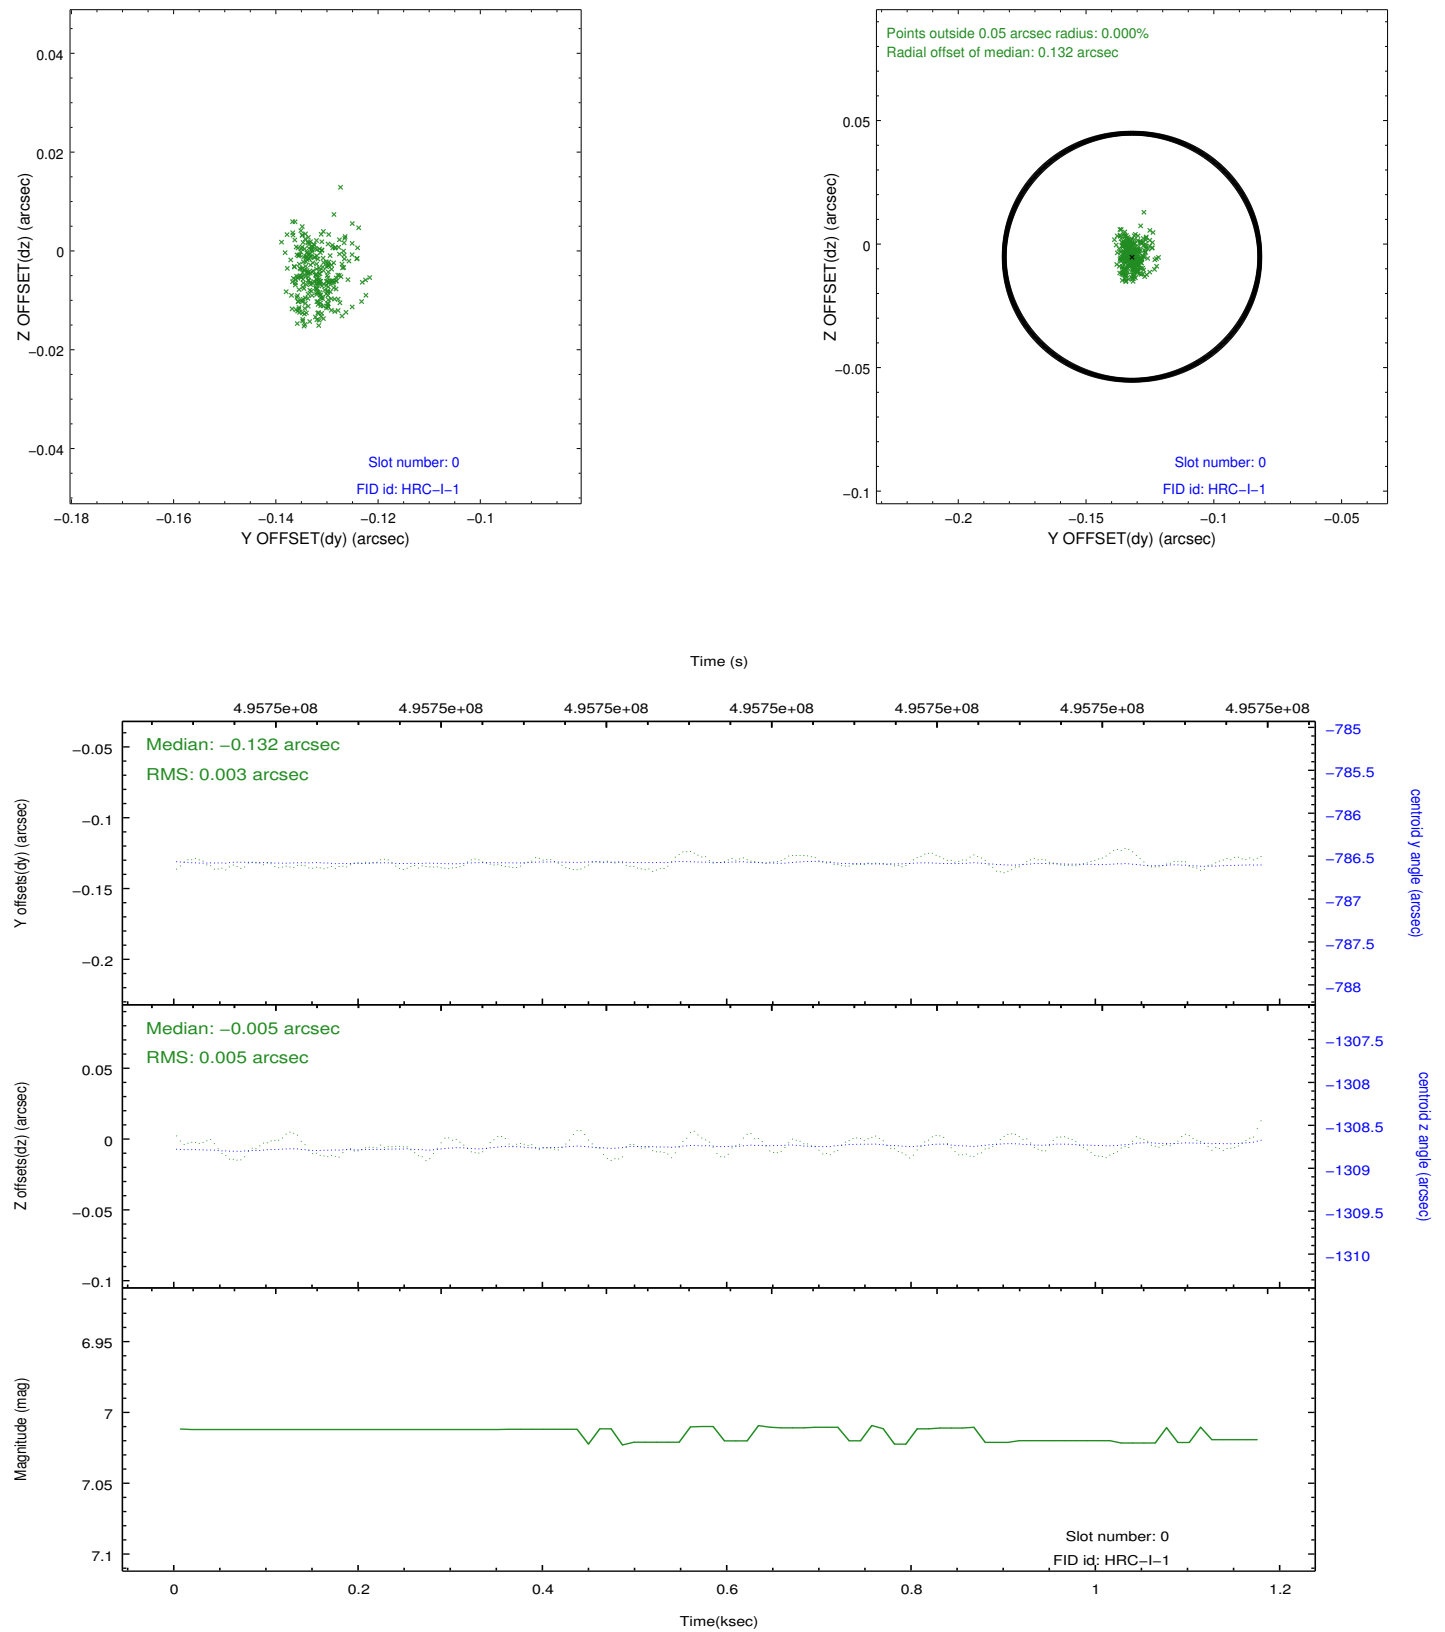 0.04
0.02
0
−0.02
−0.04
Z OFFSET(dz) (arcsec)
Slot number: 0
FID id: HRC−I−1
−0.18 −0.16 −0.14 −0.12 −0.1
Y OFFSET(dy) (arcsec)
Points outside 0.05 arcsec radius: 0.000%
Radial offset of median: 0.132 arcsec
0.05
0
−0.05
−0.1
Z OFFSET(dz) (arcsec)
Slot number: 0
FID id: HRC−I−1
−0.2 −0.15 −0.1 −0.05
Y OFFSET(dy) (arcsec)
Time (s)
4.9575e+08 4.9575e+08 4.9575e+08 4.9575e+08 4.9575e+08 4.9575e+08 4.9575e+08
Median: −0.132 arcsec
RMS: 0.003 arcsec
−0.05
−0.1
−0.15
−0.2
Y offsets(dy) (arcsec)
−785
−785.5
−786
−786.5
−787
−787.5
−788
centroid y angle (arcsec)
Median: −0.005 arcsec
RMS: 0.005 arcsec
0.05
0
−0.05
−0.1
Z offsets(dz) (arcsec)
−1307.5
−1308
−1308.5
−1309
−1309.5
−1310
centroid z angle (arcsec)
6.95
7
7.05
7.1
Magnitude (mag)
Slot number: 0
FID id: HRC−I−1
0 0.2 0.4 0.6 0.8 1 1.2
Time(ksec)